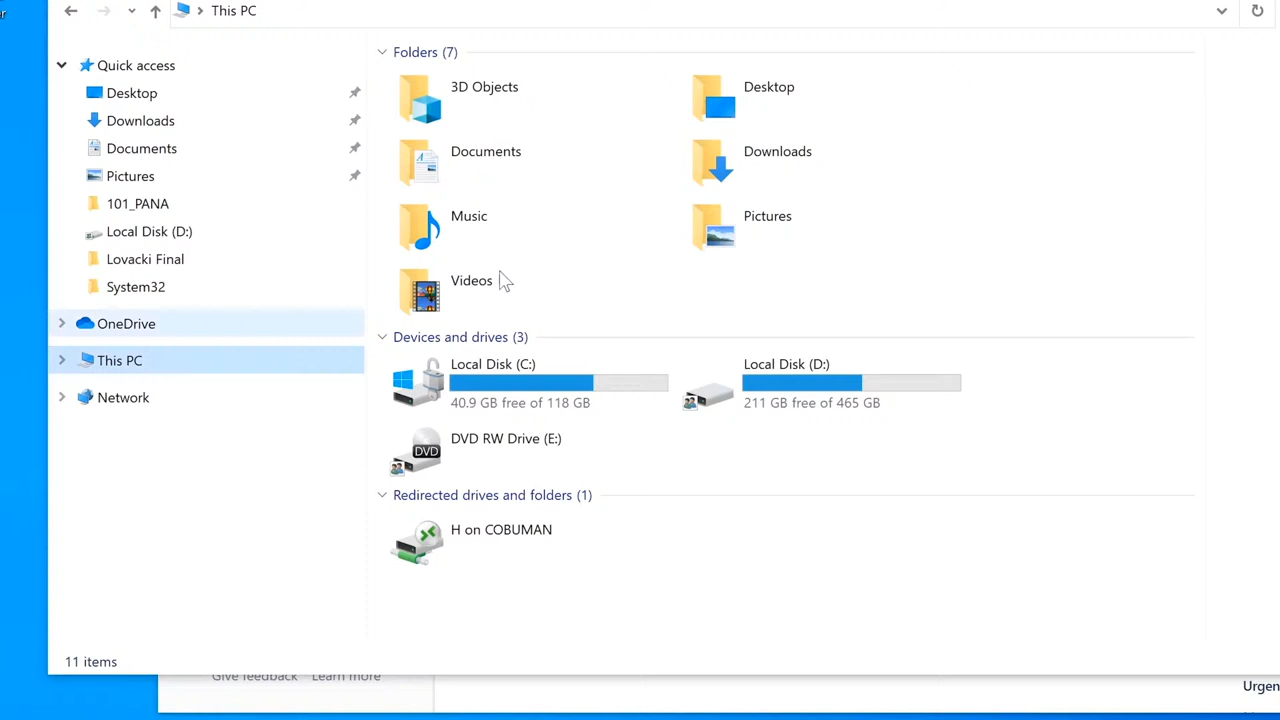 This PC
Quick access
Desktop
Downloads
Documents
Pictures
101_PANA
Local Disk (D:)
Lovacki Final
System32
OneDrive
This PC
Network
Folders (7)
3D Objects
Desktop
Documents
Downloads
Music
Pictures
Videos
Devices and drives (3)
Local Disk (C:)
40.9 GB free of 118 GB
Local Disk (D:)
211 GB free of 465 GB
DVD
DVD RW Drive (E:)
Redirected drives and folders (1)
H on COBUMAN
11 items
Give feedback Learn more
Urgen